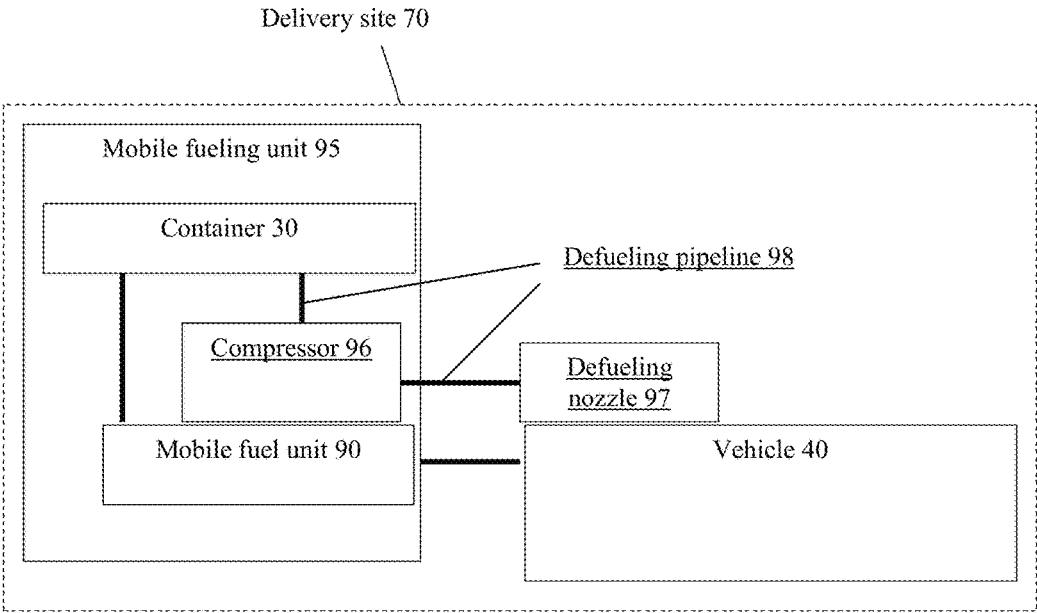 Delivery site 70
Mobile fueling unit 95
Container 30
Defueling pipeline 98
Compressor 96
Defueling
nozzle 97
Mobile fuel unit 90
Vehicle 40